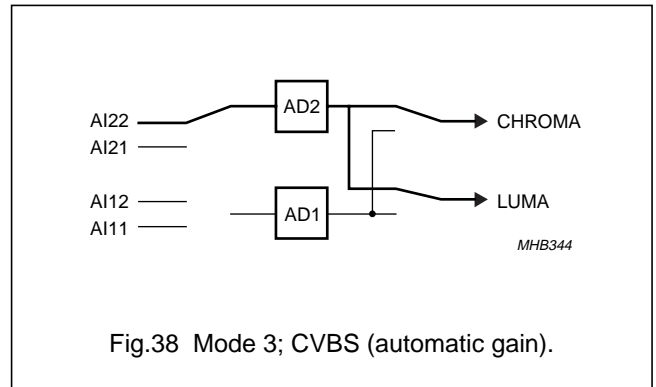 AI22
AI21
AI12
AI11
AD2
AD1
CHROMA
LUMA
MHB344
Fig.38 Mode 3; CVBS (automatic gain).